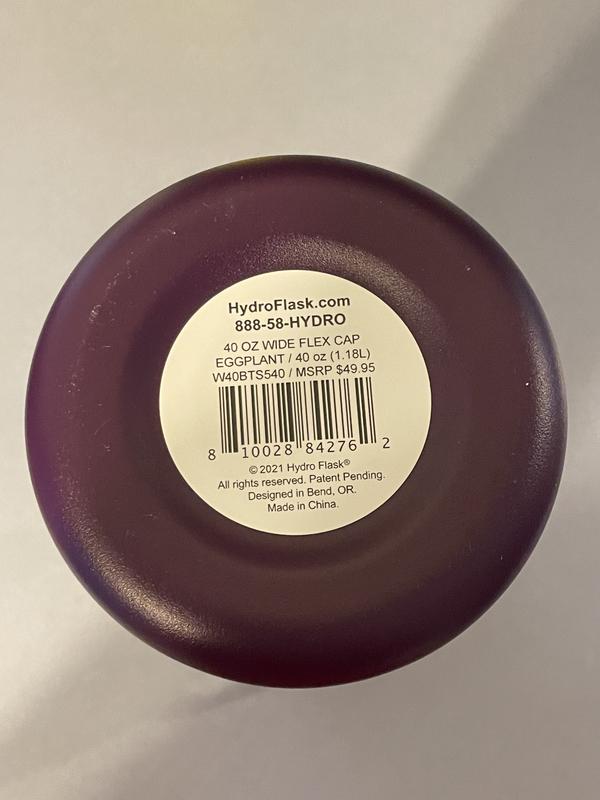 HydroFlask.com
888-58-HYDRO
40 OZ WIDE FLEX CAP
EGGPLANT / 40 oz (1.18L)
W40BTS540 / MSRP $49.95
8 10028 84276 2
© 2021 Hydro Flask®
All rights reserved. Patent Pending.
Designed in Bend, OR.
Made in China.